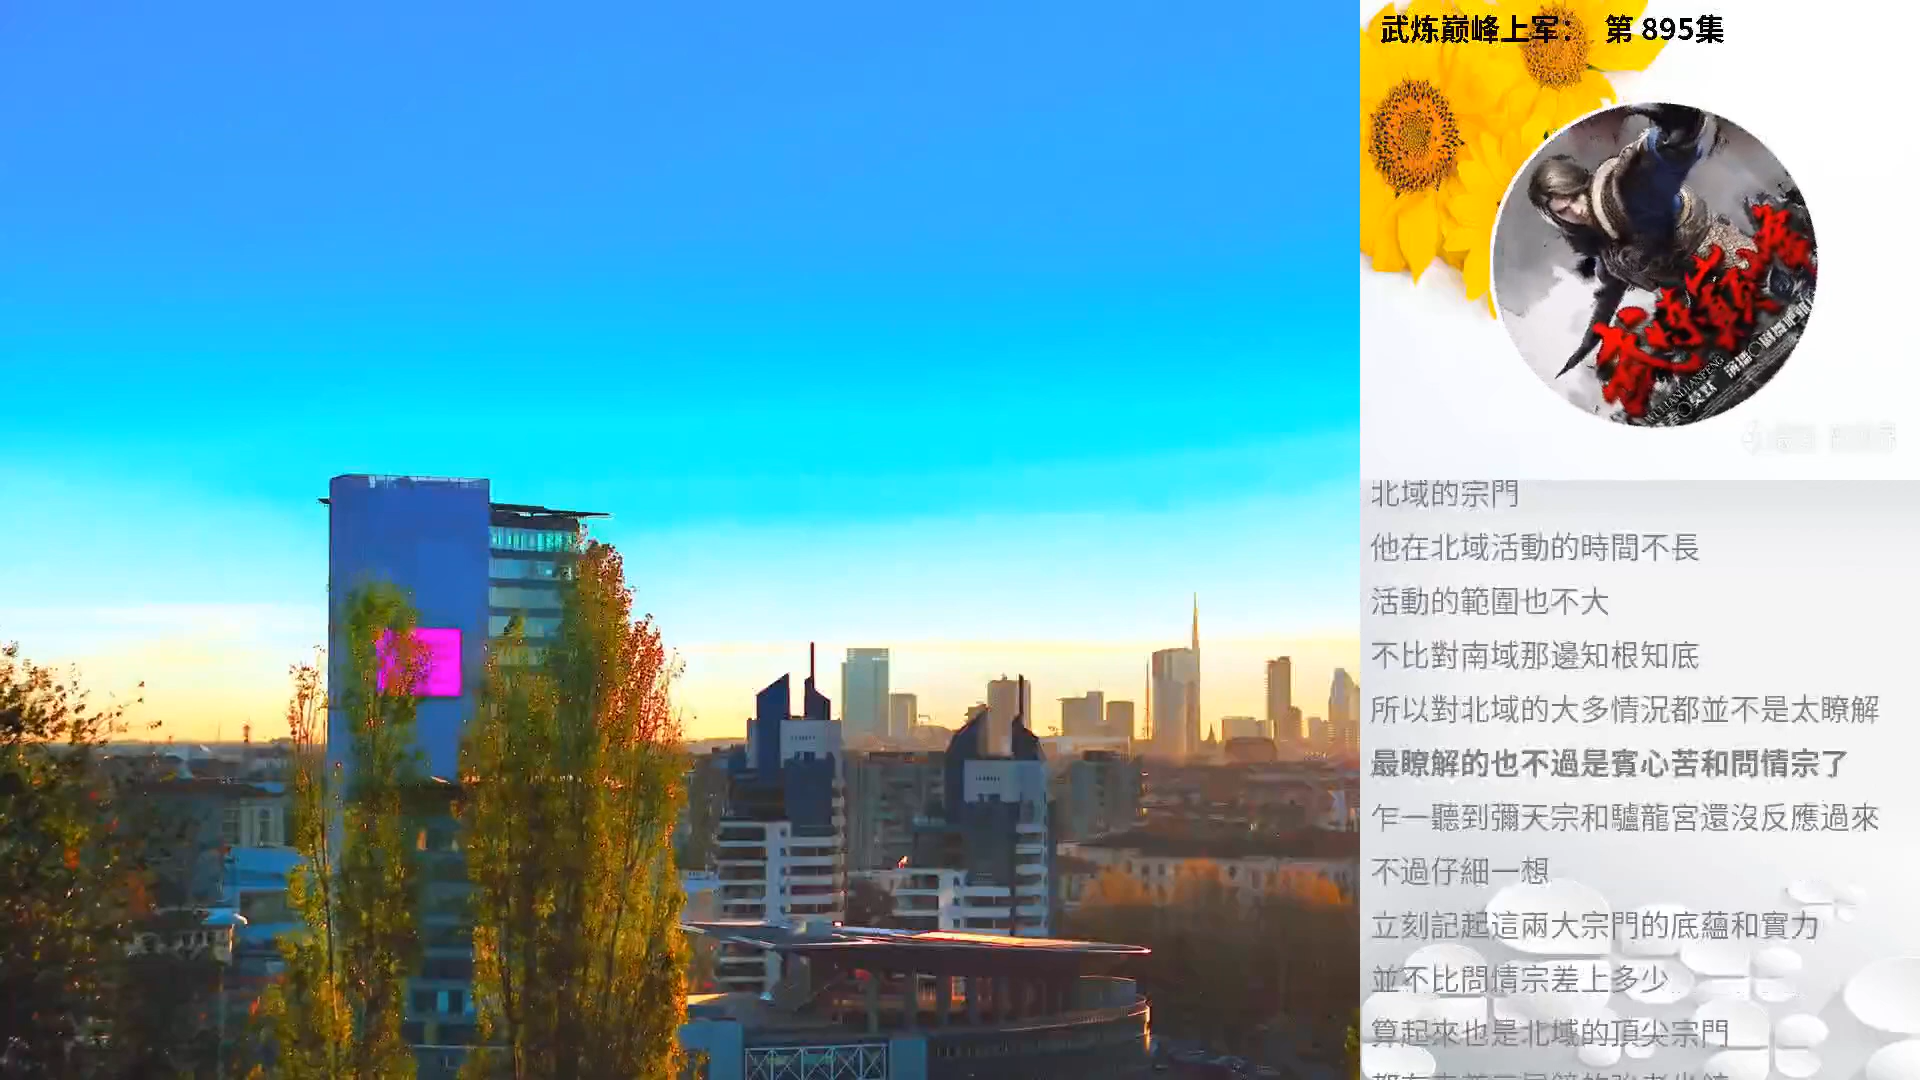 武炼巅峰上军： 第 895集
WULIANDIANFENG
北域的宗門
他在北域活動的時間不長
活動的範圍也不大
不比對南域那邊知根知底
所以對北域的大多情況都並不是太瞭解
最瞭解的也不過是賓心苦和問情宗了
乍一聽到彌天宗和驢龍宮還沒反應過來
不過仔細一想
立刻記起這兩大宗門的底蘊和實力
並不比問情宗差上多少
算起來也是北域的頂尖宗門